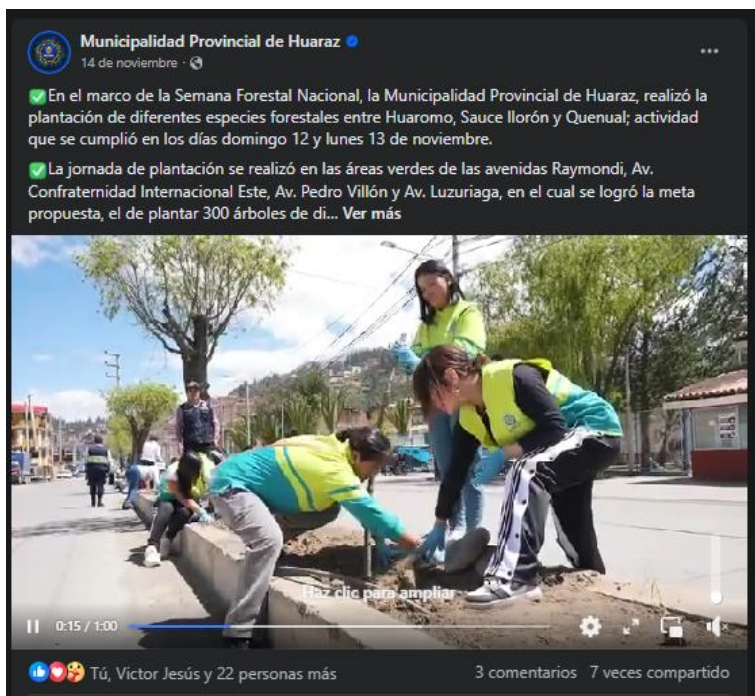 Municipalidad Provincial de Huaraz
14 de noviembre ·
✅En el marco de la Semana Forestal Nacional, la Municipalidad Provincial de Huaraz, realizó la
plantación de diferentes especies forestales entre Huaromo, Sauce llorón y Quenual; actividad
que se cumplió en los días domingo 12 y lunes 13 de noviembre.
✅La jornada de plantación se realizó en las áreas verdes de las avenidas Raymondi, Av.
Confraternidad Internacional Este, Av. Pedro Villón y Av. Luzuriaga, en el cual se logró la meta
propuesta, el de plantar 300 árboles de di... Ver más
Haz clic para ampliar
0:15 / 1:00
Tú, Victor Jesús y 22 personas más
3 comentarios 7 veces compartido